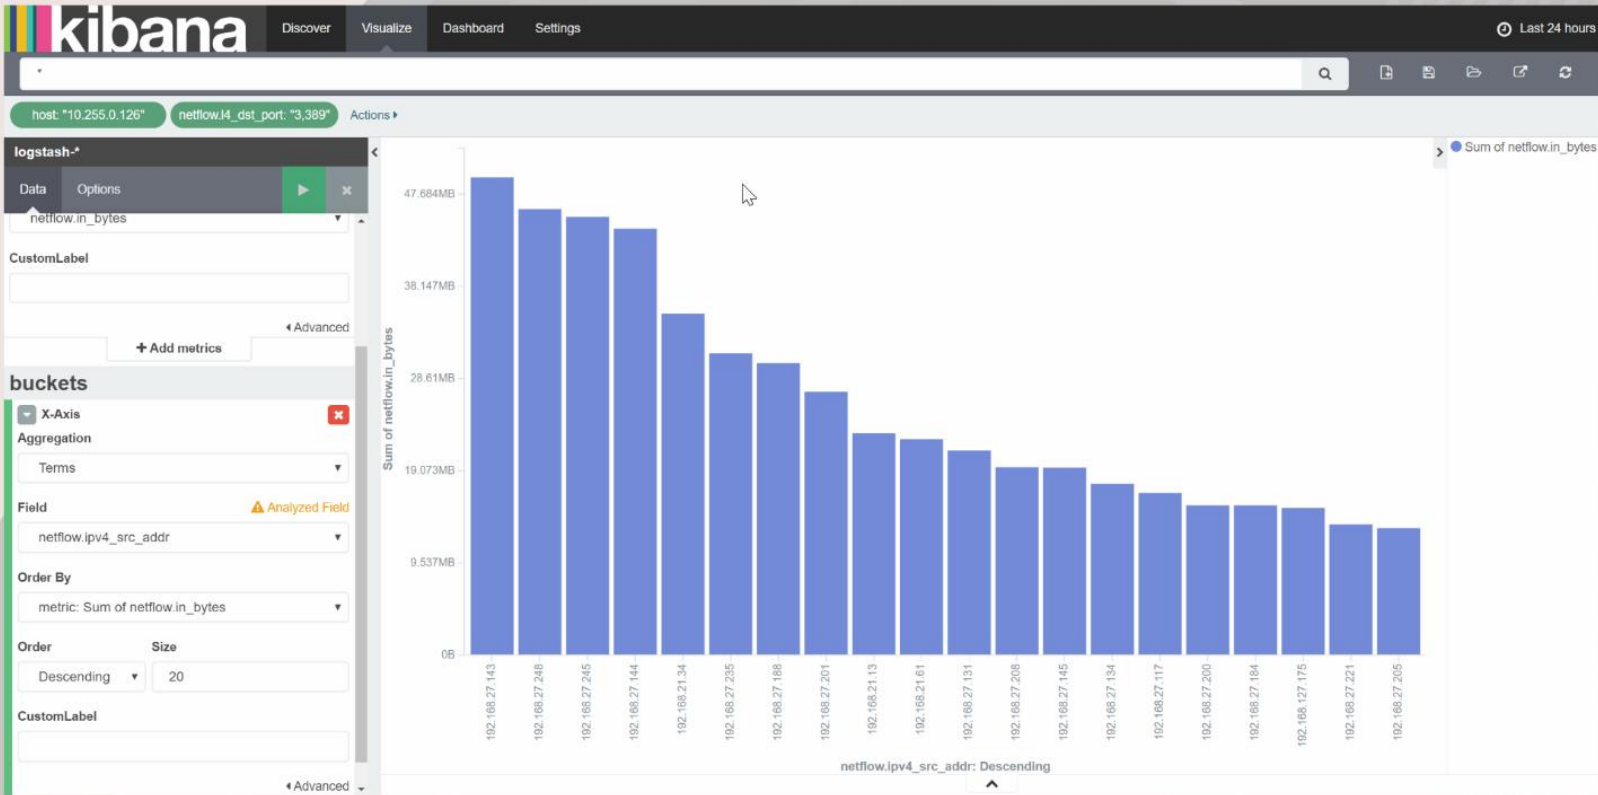 kibana
Discover Visualize Dashboard Settings
Last 24 hours
*
host: "10.255.0.126" netflow.l4_dst_port: "3,389" Actions
logstash-*
Data Options
netflow.in_bytes
CustomLabel
Advanced
Add metrics
buckets
X-Axis
Aggregation
Terms
Field Analyzed Field
netflow.ipv4_src_addr
Order By
metric: Sum of netflow.in_bytes
Order Size
Descending 20
CustomLabel
Advanced
Sum of netflow.in_bytes
47.684MB
38.147MB
28.61MB
19.073MB
9.537MB
0B
192.168.27.143
192.168.27.248
192.168.27.245
192.168.27.144
192.168.21.34
192.168.27.235
192.168.27.188
192.168.27.201
192.168.21.13
192.168.21.61
192.168.27.131
192.168.27.208
192.168.27.145
192.168.27.134
192.168.27.117
192.168.27.200
192.168.27.184
192.168.127.175
192.168.27.221
192.168.27.205
netflow.ipv4_src_addr: Descending
Sum of netflow.in_bytes